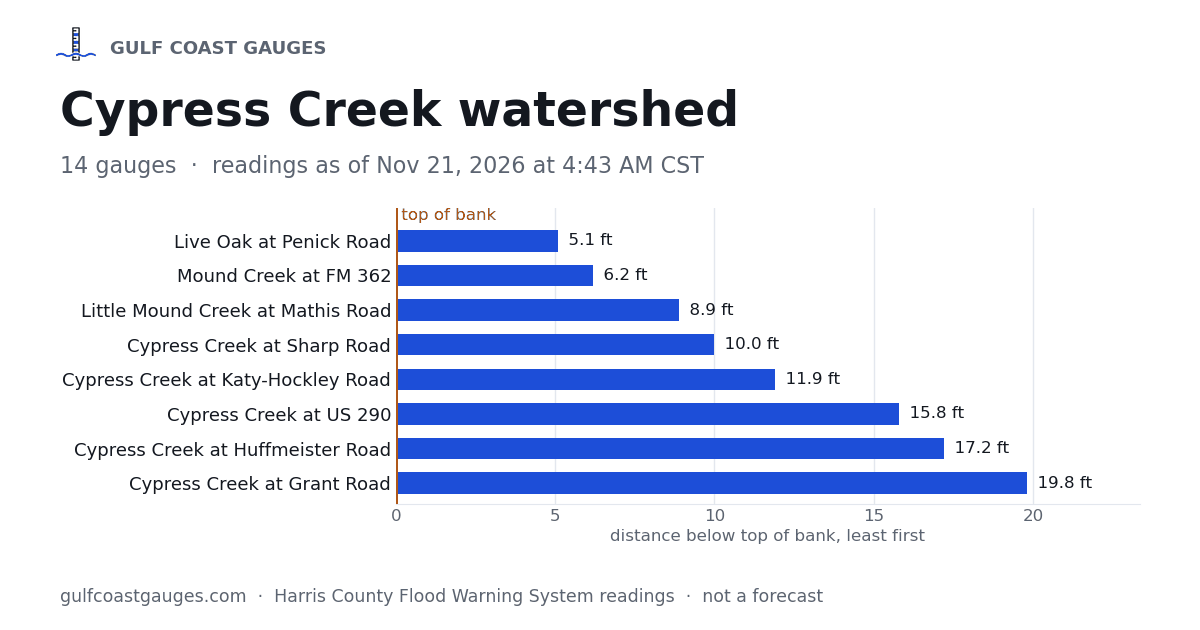 GULF COAST GAUGES
Cypress Creek watershed
14 gauges · readings as of Nov 21, 2026 at 4:43 AM CST
top of bank
Live Oak at Penick Road 5.1 ft
Mound Creek at FM 362 6.2 ft
Little Mound Creek at Mathis Road 8.9 ft
Cypress Creek at Sharp Road 10.0 ft
Cypress Creek at Katy-Hockley Road 11.9 ft
Cypress Creek at US 290 15.8 ft
Cypress Creek at Huffmeister Road 17.2 ft
Cypress Creek at Grant Road 19.8 ft
0 5 10 15 20
distance below top of bank, least first
gulfcoastgauges.com · Harris County Flood Warning System readings · not a forecast